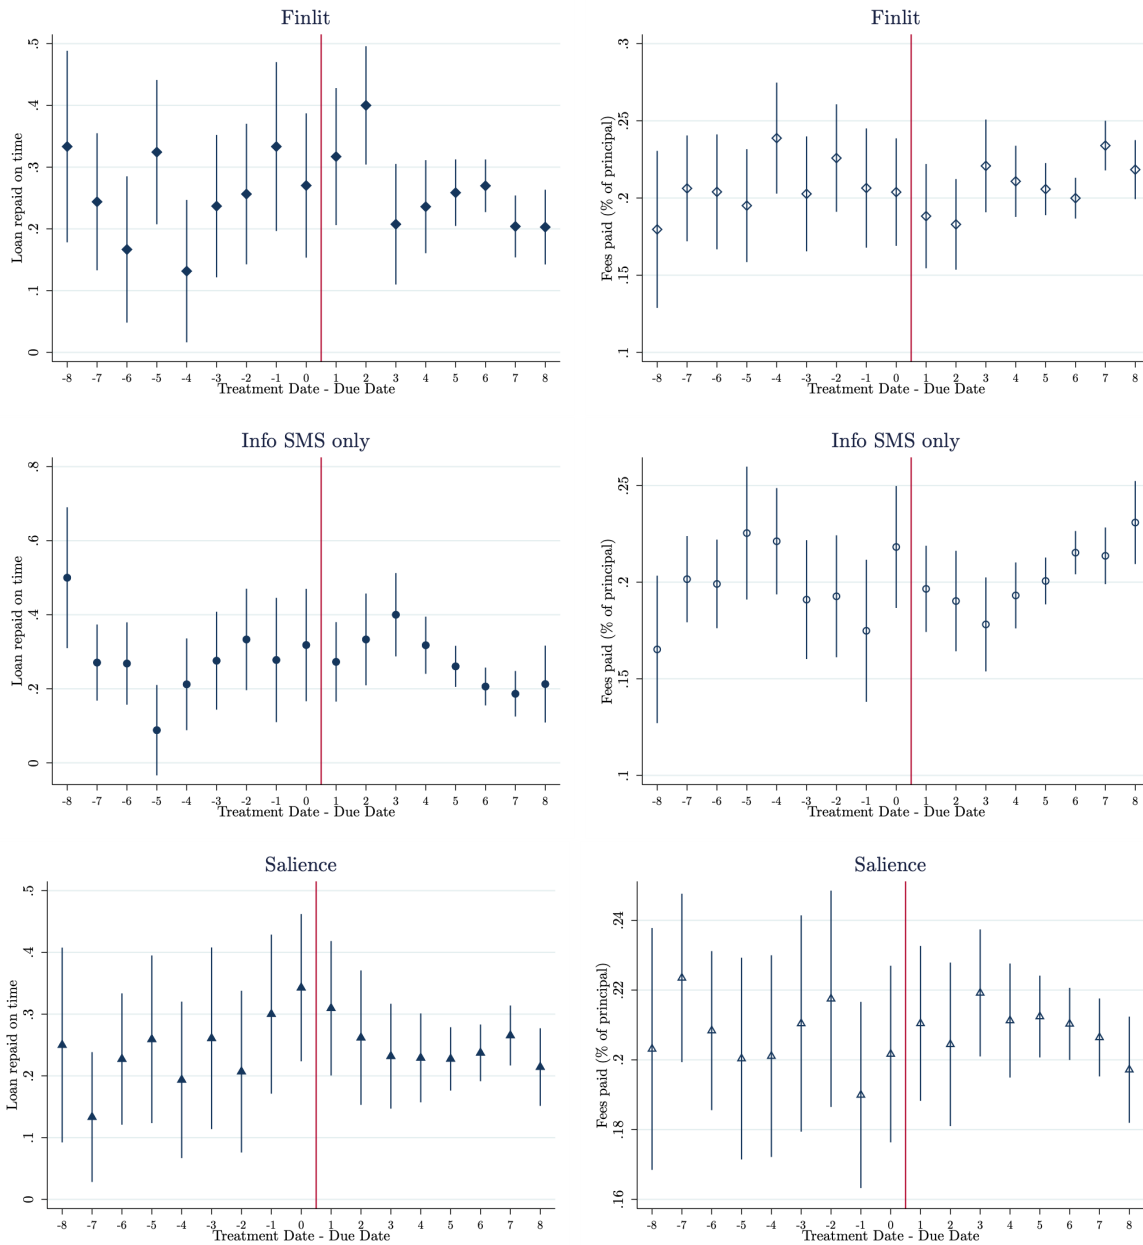 Finlit
Loan repaid on time
.5
.4
.3
.2
.1
0
-8 -7 -6 -5 -4 -3 -2 -1 0 1 2 3 4 5 6 7 8
Treatment Date - Due Date
Finlit
Fees paid (% of principal)
.3
.25
.2
.15
.1
-8 -7 -6 -5 -4 -3 -2 -1 0 1 2 3 4 5 6 7 8
Treatment Date - Due Date
Info SMS only
Loan repaid on time
.8
.6
.4
.2
0
-8 -7 -6 -5 -4 -3 -2 -1 0 1 2 3 4 5 6 7 8
Treatment Date - Due Date
Info SMS only
Fees paid (% of principal)
.25
.2
.15
.1
-8 -7 -6 -5 -4 -3 -2 -1 0 1 2 3 4 5 6 7 8
Treatment Date - Due Date
Salience
Loan repaid on time
.5
.4
.3
.2
.1
0
-8 -7 -6 -5 -4 -3 -2 -1 0 1 2 3 4 5 6 7 8
Treatment Date - Due Date
Salience
Fees paid (% of principal)
.24
.22
.2
.18
.16
-8 -7 -6 -5 -4 -3 -2 -1 0 1 2 3 4 5 6 7 8
Treatment Date - Due Date